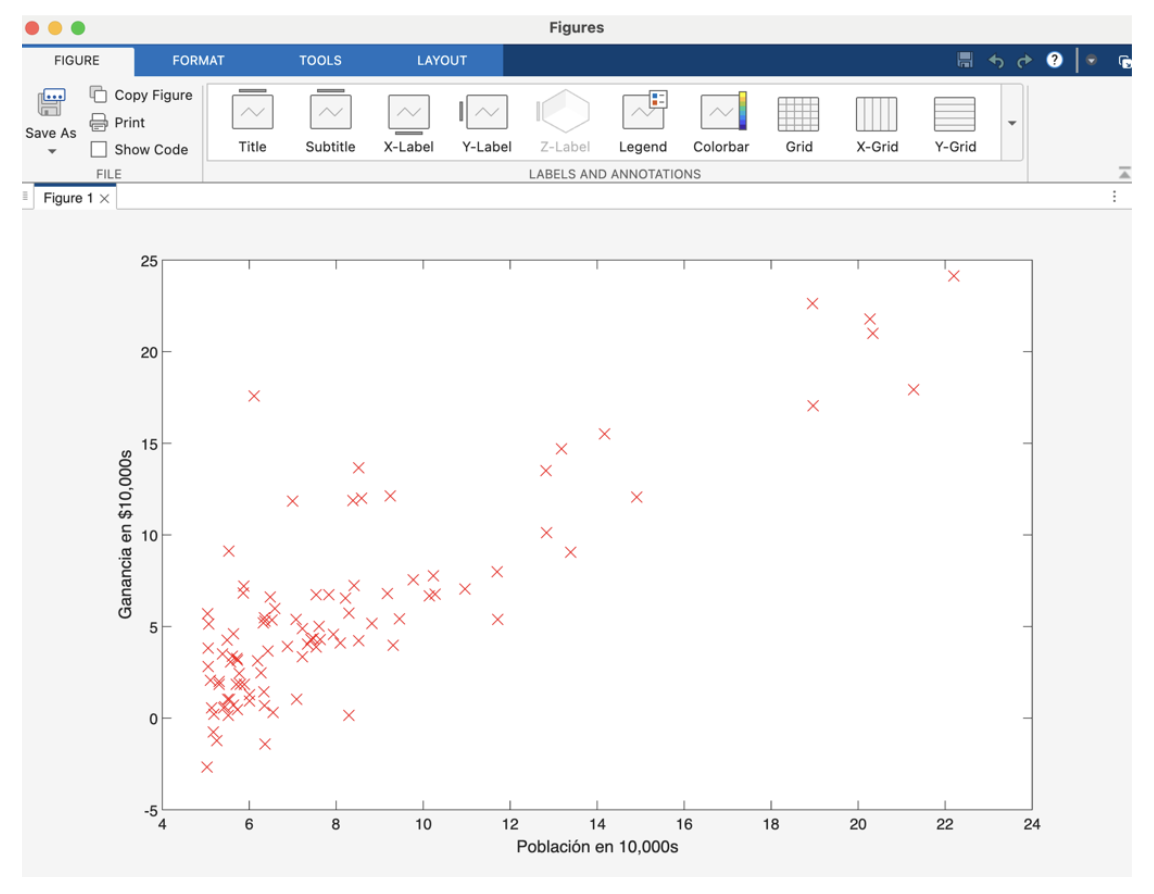 Figures
FIGURE FORMAT TOOLS LAYOUT
?
Save As
Copy Figure
Print
Show Code
FILE
Title Subtitle X-Label Y-Label Z-Label Legend Colorbar Grid X-Grid Y-Grid
LABELS AND ANNOTATIONS
Figure 1
25
20
15
10
5
0
-5
Ganancia en $10,000s
4 6 8 10 12 14 16 18 20 22 24
Población en 10,000s